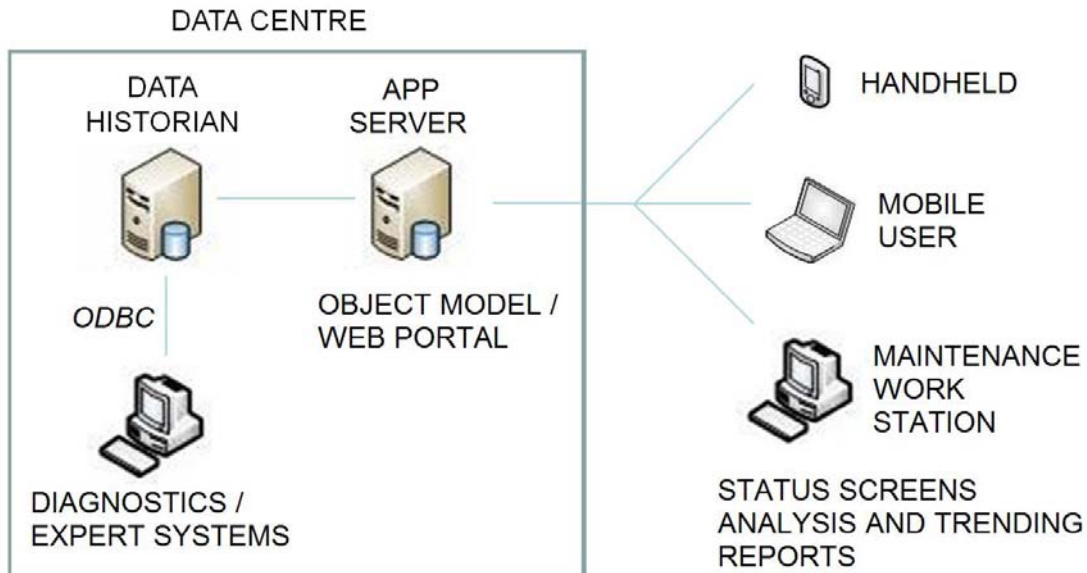 DATA CENTRE
DATA
HISTORIAN
APP
SERVER
ODBC
OBJECT MODEL /
WEB PORTAL
DIAGNOSTICS /
EXPERT SYSTEMS
HANDHELD
MOBILE
USER
MAINTENANCE
WORK
STATION
STATUS SCREENS
ANALYSIS AND TRENDING
REPORTS